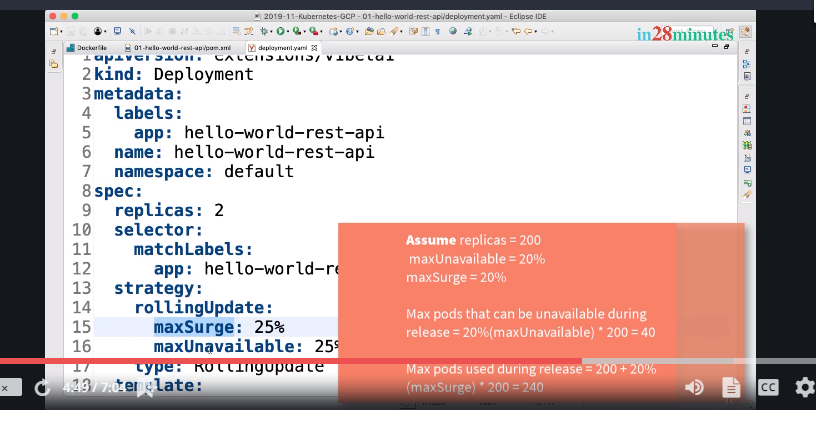 2019-11-Kubernetes-GCP - 01-hello-world-rest-api/deployment.yaml - Eclipse IDE
in28minutes
Dockerfile
01-hello-world-rest-api/pom.xml
deployment.yaml
1 apiVersion: extensions/v1beta1
2 kind: Deployment
3 metadata:
4 labels:
5 app: hello-world-rest-api
6 name: hello-world-rest-api
7 namespace: default
8 spec:
9 replicas: 2
10 selector:
11 matchLabels:
12 app: hello-world-re
13 strategy:
14 rollingUpdate:
15 maxSurge: 25%
16 maxUnavailable: 25%
17 type: RollingUpdate
18 template:
Assume replicas = 200
maxUnavailable = 20%
maxSurge = 20%
Max pods that can be unavailable during
release = 20%(maxUnavailable) * 200 = 40
Max pods used during release = 200 + 20%
(maxSurge) * 200 = 240
x
/ 7:04
CC